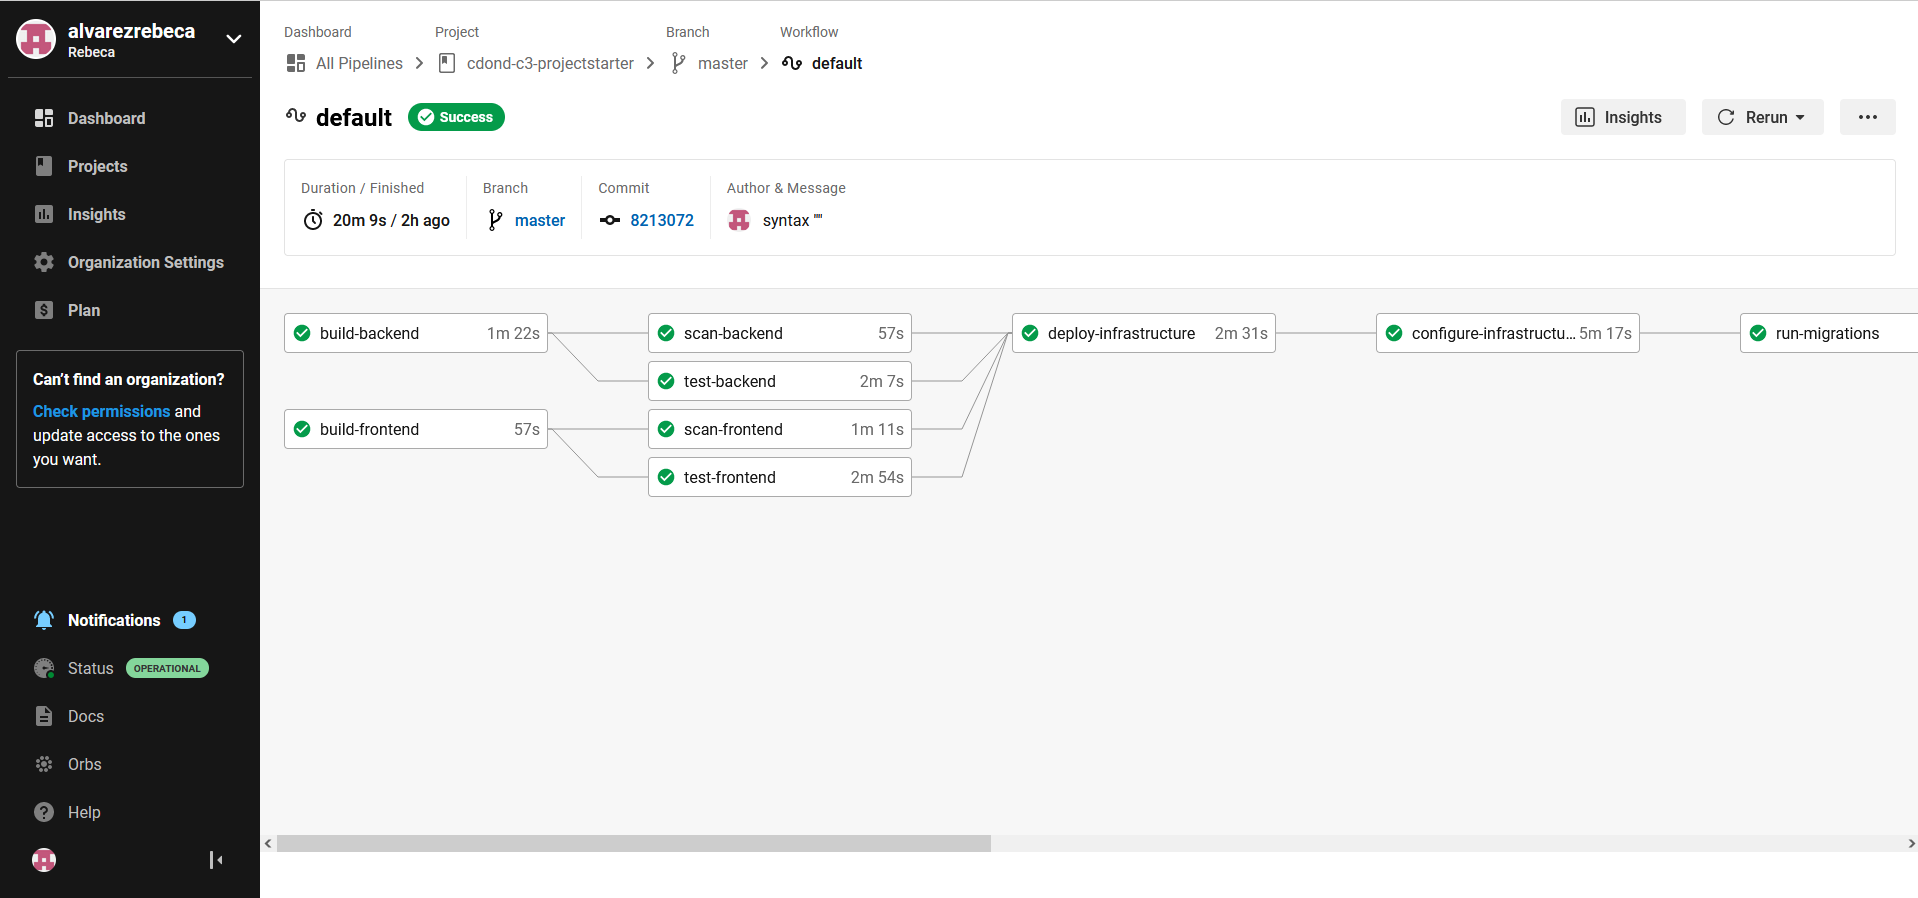 alvarezrebeca
Rebeca
Dashboard
Projects
Insights
Organization Settings
Plan
Can't find an organization?
Check permissions and
update access to the ones
you want.
Notifications 1
Status OPERATIONAL
Docs
Orbs
Help
Dashboard Project Branch Workflow
All Pipelines cdond-c3-projectstarter master default
default Success
Insights Rerun
Duration / Finished Branch Commit Author & Message
20m 9s / 2h ago master 8213072 syntax ""
build-backend 1m 22s scan-backend 57s deploy-infrastructure 2m 31s configure-infrastructu... 5m 17s run-migrations
test-backend 2m 7s
build-frontend 57s scan-frontend 1m 11s
test-frontend 2m 54s